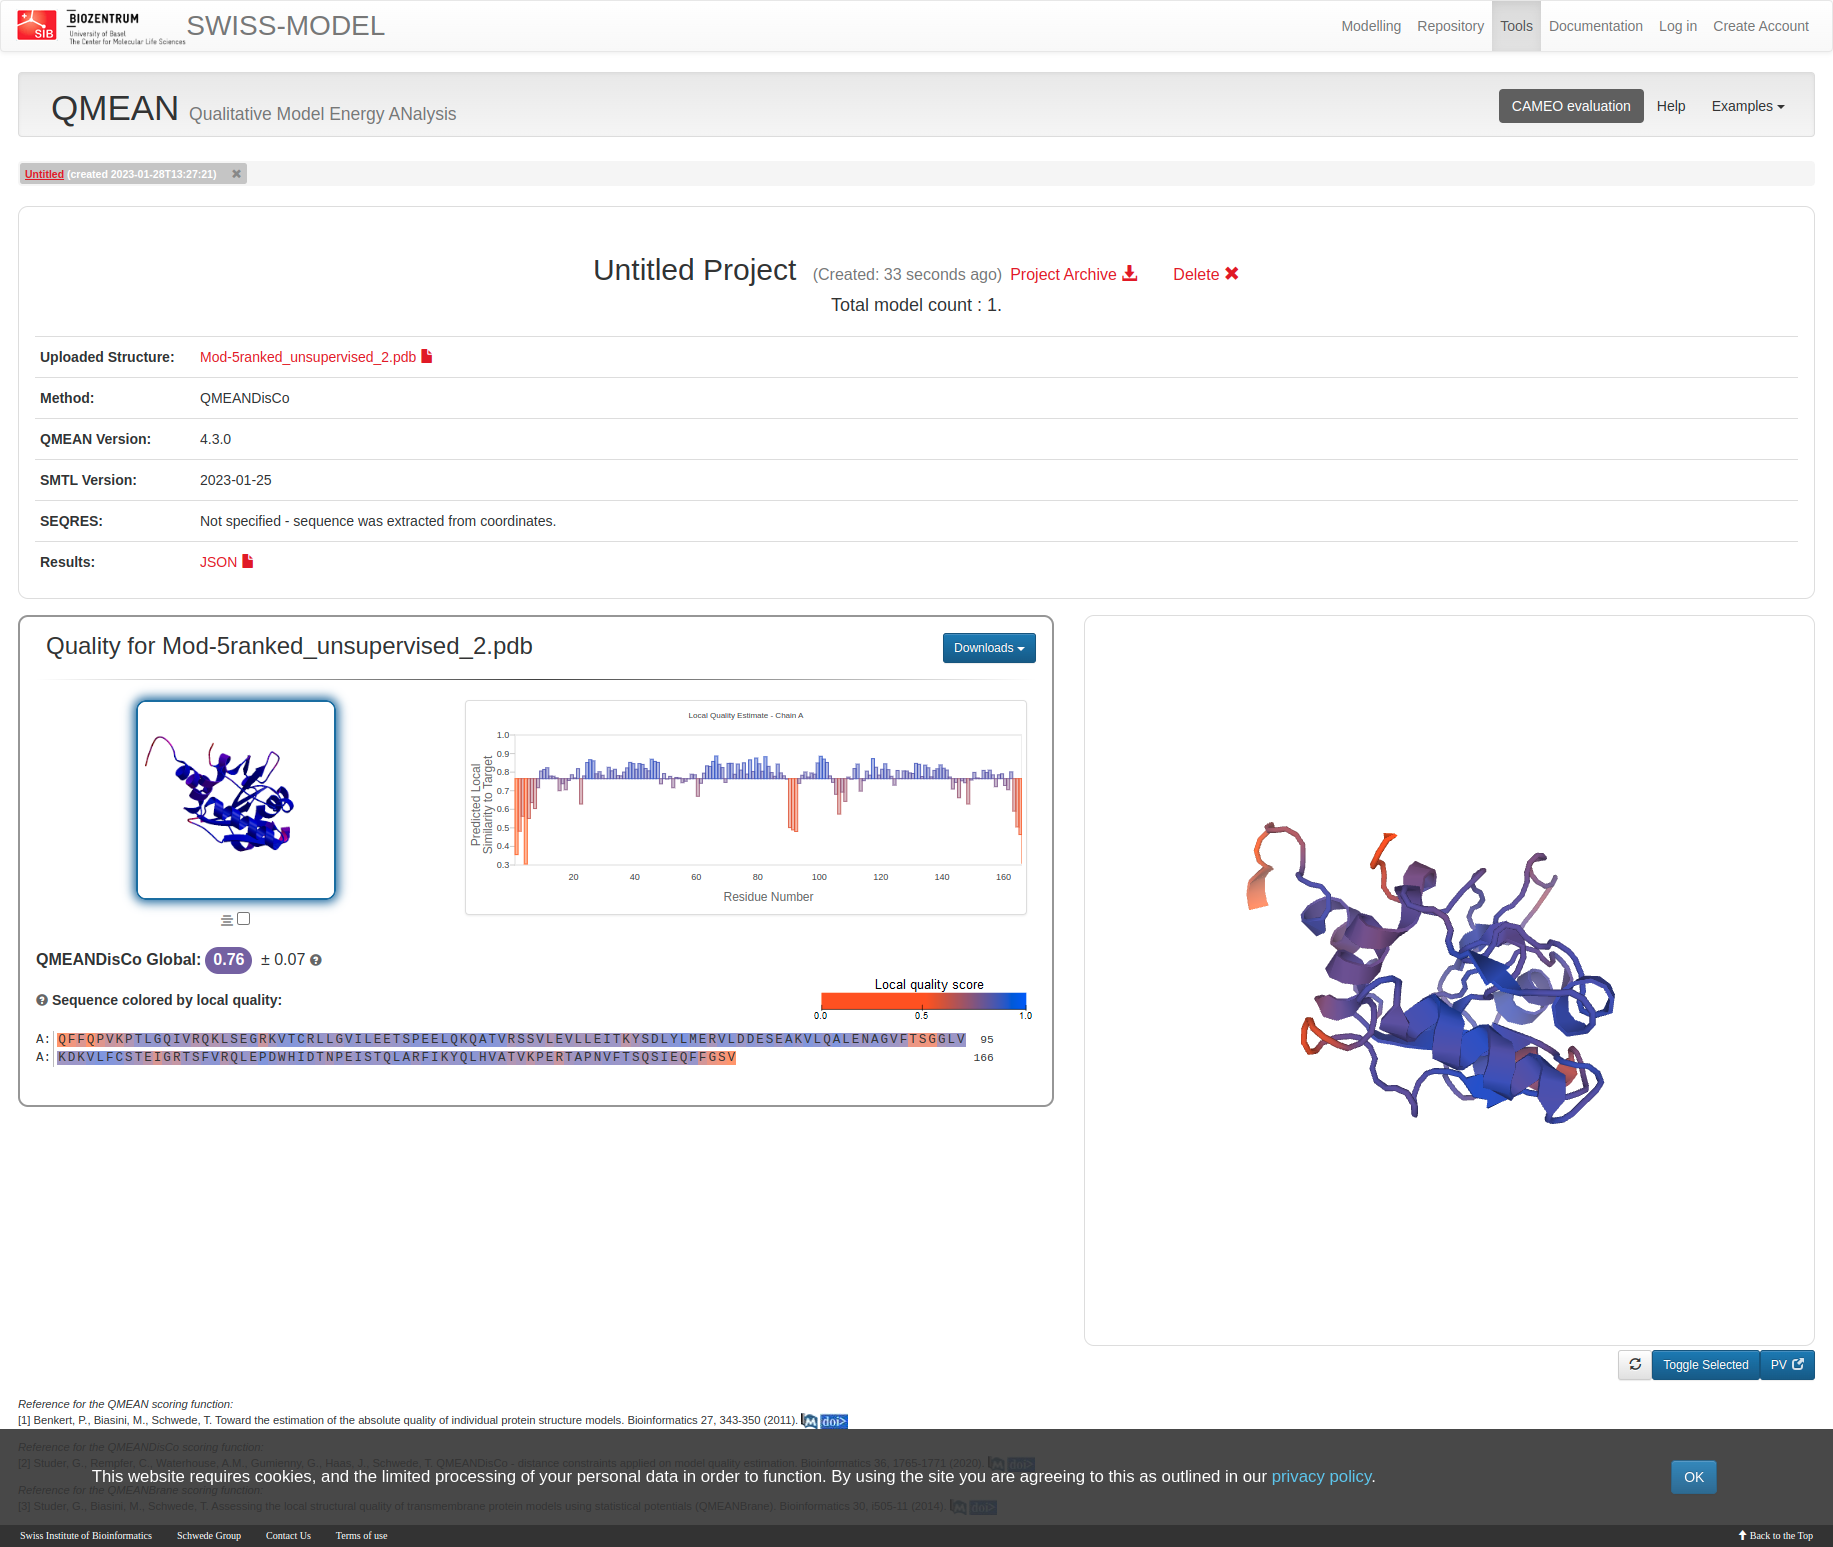 SIB
BIOZENTRUM
University of Basel
The Center for Molecular Life Sciences
SWISS-MODEL
Modelling Repository Tools Documentation Log in Create Account
QMEAN Qualitative Model Energy ANalysis
CAMEO evaluation Help Examples
Untitled (created 2023-01-28T13:27:21)
Untitled Project (Created: 33 seconds ago) Project Archive Delete
Total model count : 1.
Uploaded Structure: Mod-5ranked_unsupervised_2.pdb
Method: QMEANDisCo
QMEAN Version: 4.3.0
SMTL Version: 2023-01-25
SEQRES: Not specified - sequence was extracted from coordinates.
Results: JSON
Quality for Mod-5ranked_unsupervised_2.pdb
Downloads
Local Quality Estimate - Chain A
Predicted Local
Similarity to Target
1.0
0.9
0.8
0.7
0.6
0.5
0.4
0.3
20 40 60 80 100 120 140 160
Residue Number
QMEANDisCo Global: 0.76 ± 0.07
Sequence colored by local quality:
Local quality score
0.0 0.5 1.0
A: QFFQPVKPTLGQIVRQKLSEGRKVTCRLLGVILEETSPEELQKQATVRSSVLEVLLEITKYSDLYLMERVLDDESEAKVLQALENAGVFTSGGLV 95
A: KDKVLFCSTEIGRTSFVRQLEPDWHIDTNPEISTQLARFIKYQLHVATVKPERTAPNVFTSQSIEQFFGSV 166
Toggle Selected PV
Reference for the QMEAN scoring function:
[1] Benkert, P., Biasini, M., Schwede, T. Toward the estimation of the absolute quality of individual protein structure models. Bioinformatics 27, 343-350 (2011). doi>
Reference for the QMEANDisCo scoring function:
[2] Studer, G., Rempfer, C., Waterhouse, A.M., Gumienny, G., Haas, J., Schwede, T. QMEANDisCo - distance constraints applied on model quality estimation. Bioinformatics 36, 1765-1771 (2020). doi>
This website requires cookies, and the limited processing of your personal data in order to function. By using the site you are agreeing to this as outlined in our privacy policy.
OK
Reference for the QMEANBrane scoring function:
[3] Studer, G., Biasini, M., Schwede, T. Assessing the local structural quality of transmembrane protein models using statistical potentials (QMEANBrane). Bioinformatics 30, i505-11 (2014). doi>
Swiss Institute of Bioinformatics Schwede Group Contact Us Terms of use
Back to the Top